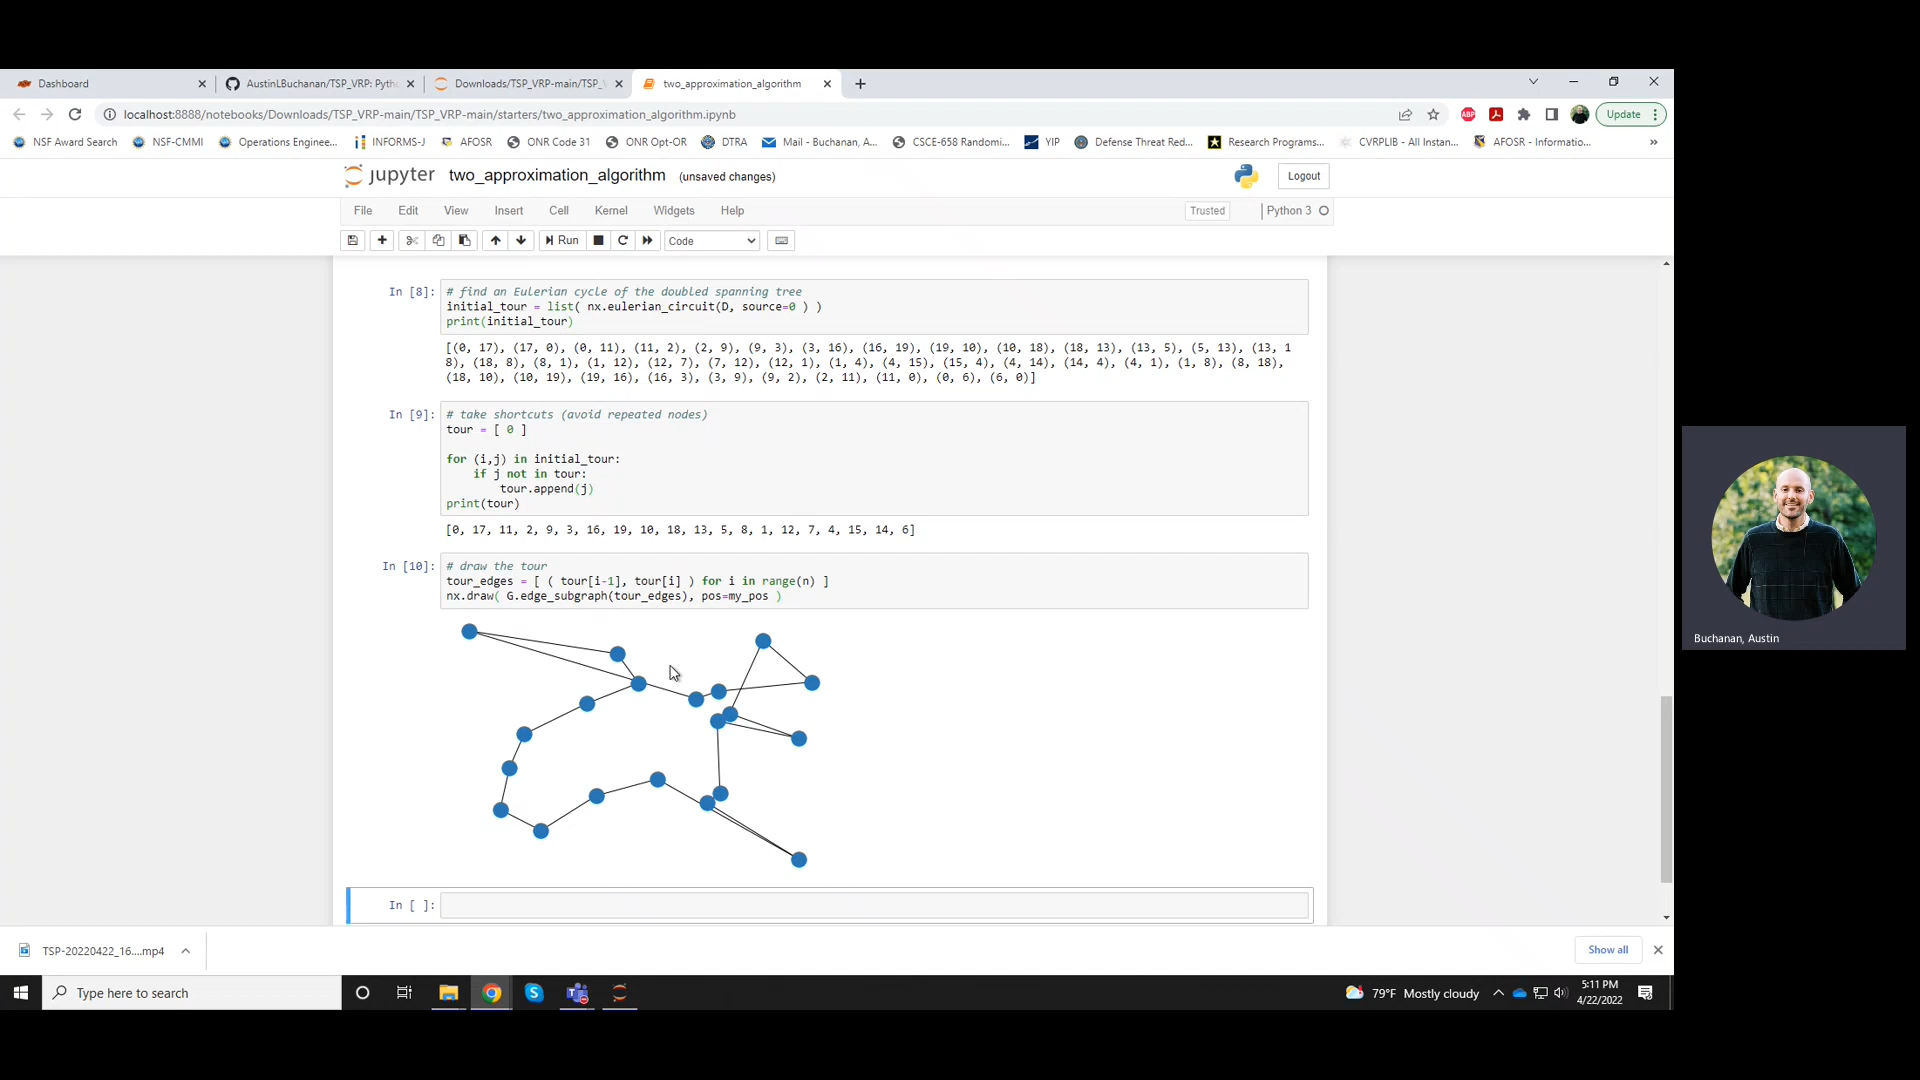 Dashboard
AustinLBuchanan/TSP_VRP: Pyth
Downloads/TSP_VRP-main/TSP_V
two_approximation_algorithm
localhost:8888/notebooks/Downloads/TSP_VRP-main/TSP_VRP-main/starters/two_approximation_algorithm.ipynb
ABP
Update
NSF Award Search
NSF-CMMI
Operations Enginee...
INFORMS-J
AFOSR
ONR Code 31
ONR Opt-OR
DTRA
Mail - Buchanan, A...
CSCE-658 Randomi...
YIP
Defense Threat Red...
Research Programs...
CVRPLIB - All Instan...
AFOSR - Informatio...
»
jupyter two_approximation_algorithm (unsaved changes)
Logout
File Edit View Insert Cell Kernel Widgets Help
Trusted
Python 3
Run
Code
In [8]:
# find an Eulerian cycle of the doubled spanning tree
initial_tour = list( nx.eulerian_circuit(D, source=0 ) )
print(initial_tour)
[(0, 17), (17, 0), (0, 11), (11, 2), (2, 9), (9, 3), (3, 16), (16, 19), (19, 10), (10, 18), (18, 13), (13, 5), (5, 13), (13, 1
8), (18, 8), (8, 1), (1, 12), (12, 7), (7, 12), (12, 1), (1, 4), (4, 15), (15, 4), (4, 14), (14, 4), (4, 1), (1, 8), (8, 18),
(18, 10), (10, 19), (19, 16), (16, 3), (3, 9), (9, 2), (2, 11), (11, 0), (0, 6), (6, 0)]
In [9]:
# take shortcuts (avoid repeated nodes)
tour = [ 0 ]
for (i,j) in initial_tour:
if j not in tour:
tour.append(j)
print(tour)
[0, 17, 11, 2, 9, 3, 16, 19, 10, 18, 13, 5, 8, 1, 12, 7, 4, 15, 14, 6]
In [10]:
# draw the tour
tour_edges = [ ( tour[i-1], tour[i] ) for i in range(n) ]
nx.draw( G.edge_subgraph(tour_edges), pos=my_pos )
In [ ]:
Buchanan, Austin
TSP-20220422_16....mp4
Show all
Type here to search
79°F Mostly cloudy
5:11 PM
4/22/2022